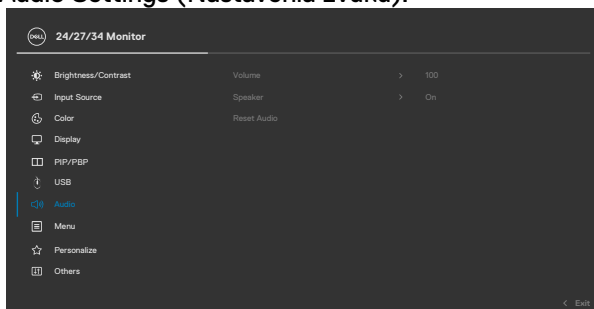 Audio Settings (Nastavenia zvuku).
DELL 24/27/34 Monitor
Brightness/Contrast Volume > 100
Input Source Speaker > On
Color Reset Audio
Display
PIP/PBP
USB
Audio
Menu
Personalize
Others
< Exit